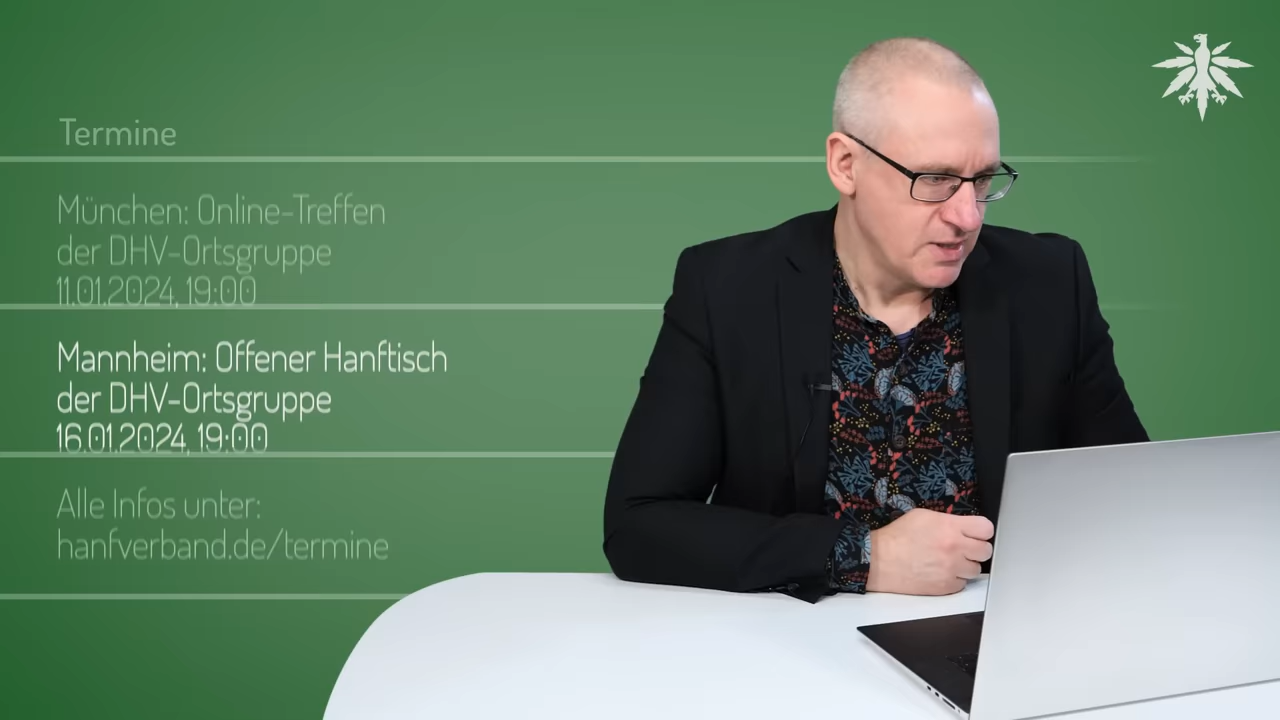 Termine
München: Online-Treffen
der DHV-Ortsgruppe
11.01.2024, 19:00
Mannheim: Offener Hanftisch
der DHV-Ortsgruppe
16.01.2024, 19:00
Alle Infos unter:
hanfverband.de/termine